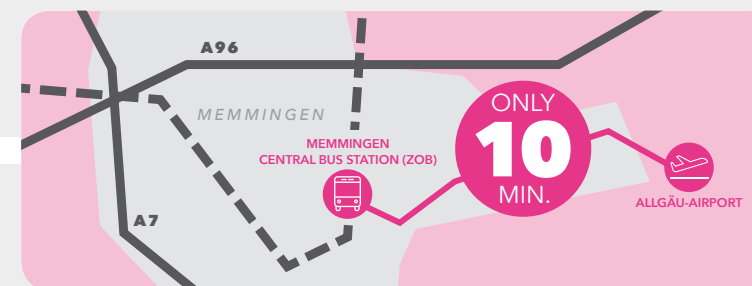 A96
MEMMINGEN
MEMMINGEN
CENTRAL BUS STATION (ZOB)
ONLY
10
MIN.
ALLGÄU-AIRPORT
A7